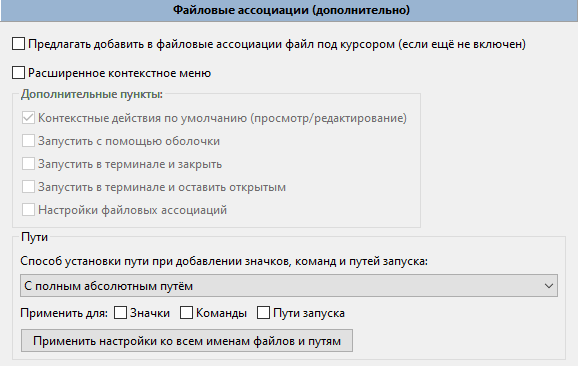 Файловые ассоциации (дополнительно)
Предлагать добавить в файловые ассоциации файл под курсором (если ещё не включен)
Расширенное контекстное меню
Дополнительные пункты:
Контекстные действия по умолчанию (просмотр/редактирование)
Запустить с помощью оболочки
Запустить в терминале и закрыть
Запустить в терминале и оставить открытым
Настройки файловых ассоциаций
Пути
Способ установки пути при добавлении значков, команд и путей запуска:
С полным абсолютным путём
Применить для: Значки Команды Пути запуска
Применить настройки ко всем именам файлов и путям